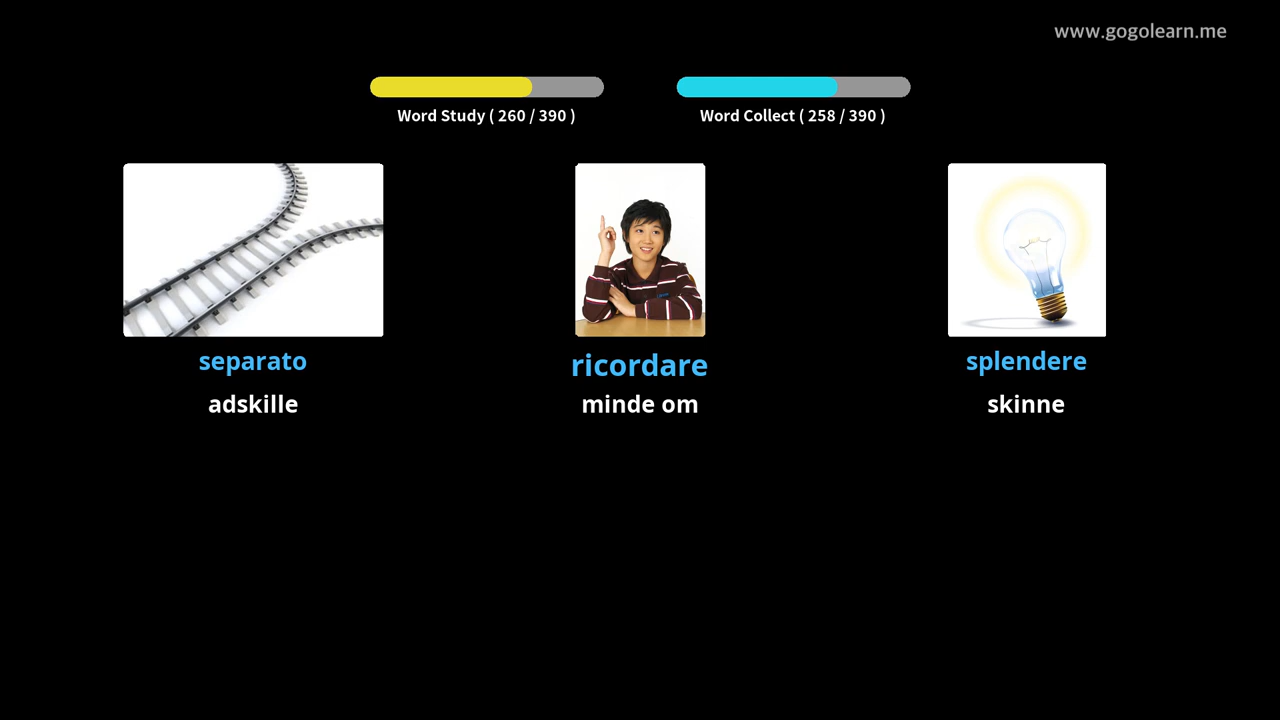 www.gogolearn.me
Word Study ( 260 / 390 )
Word Collect ( 258 / 390 )
separato
adskille
ricordare
minde om
splendere
skinne